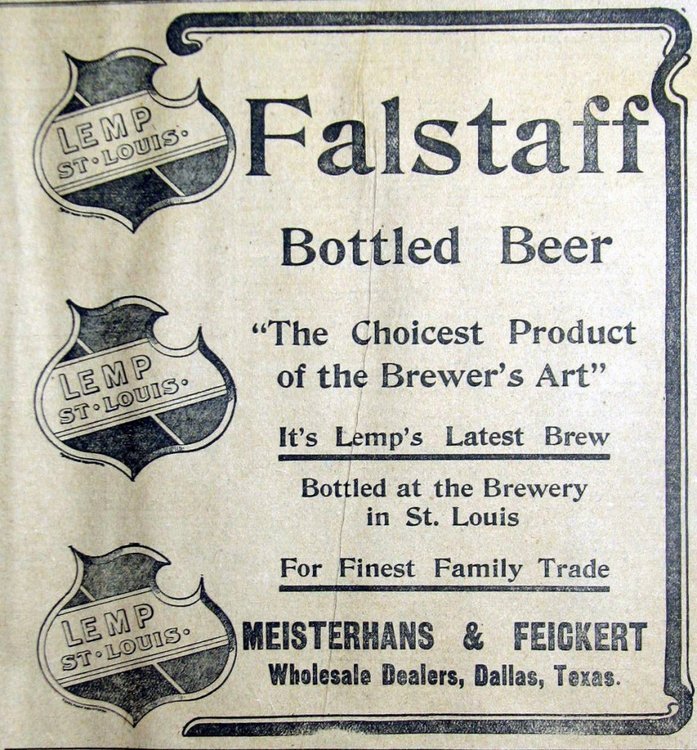 LEMP
ST·LOUIS·
Falstaff
Bottled Beer
LEMP
ST·LOUIS·
"The Choicest Product
of the Brewer's Art"
It's Lemp's Latest Brew
Bottled at the Brewery
in St. Louis
For Finest Family Trade
LEMP
ST·LOUIS·
MEISTERHANS & FEICKERT
Wholesale Dealers, Dallas, Texas.